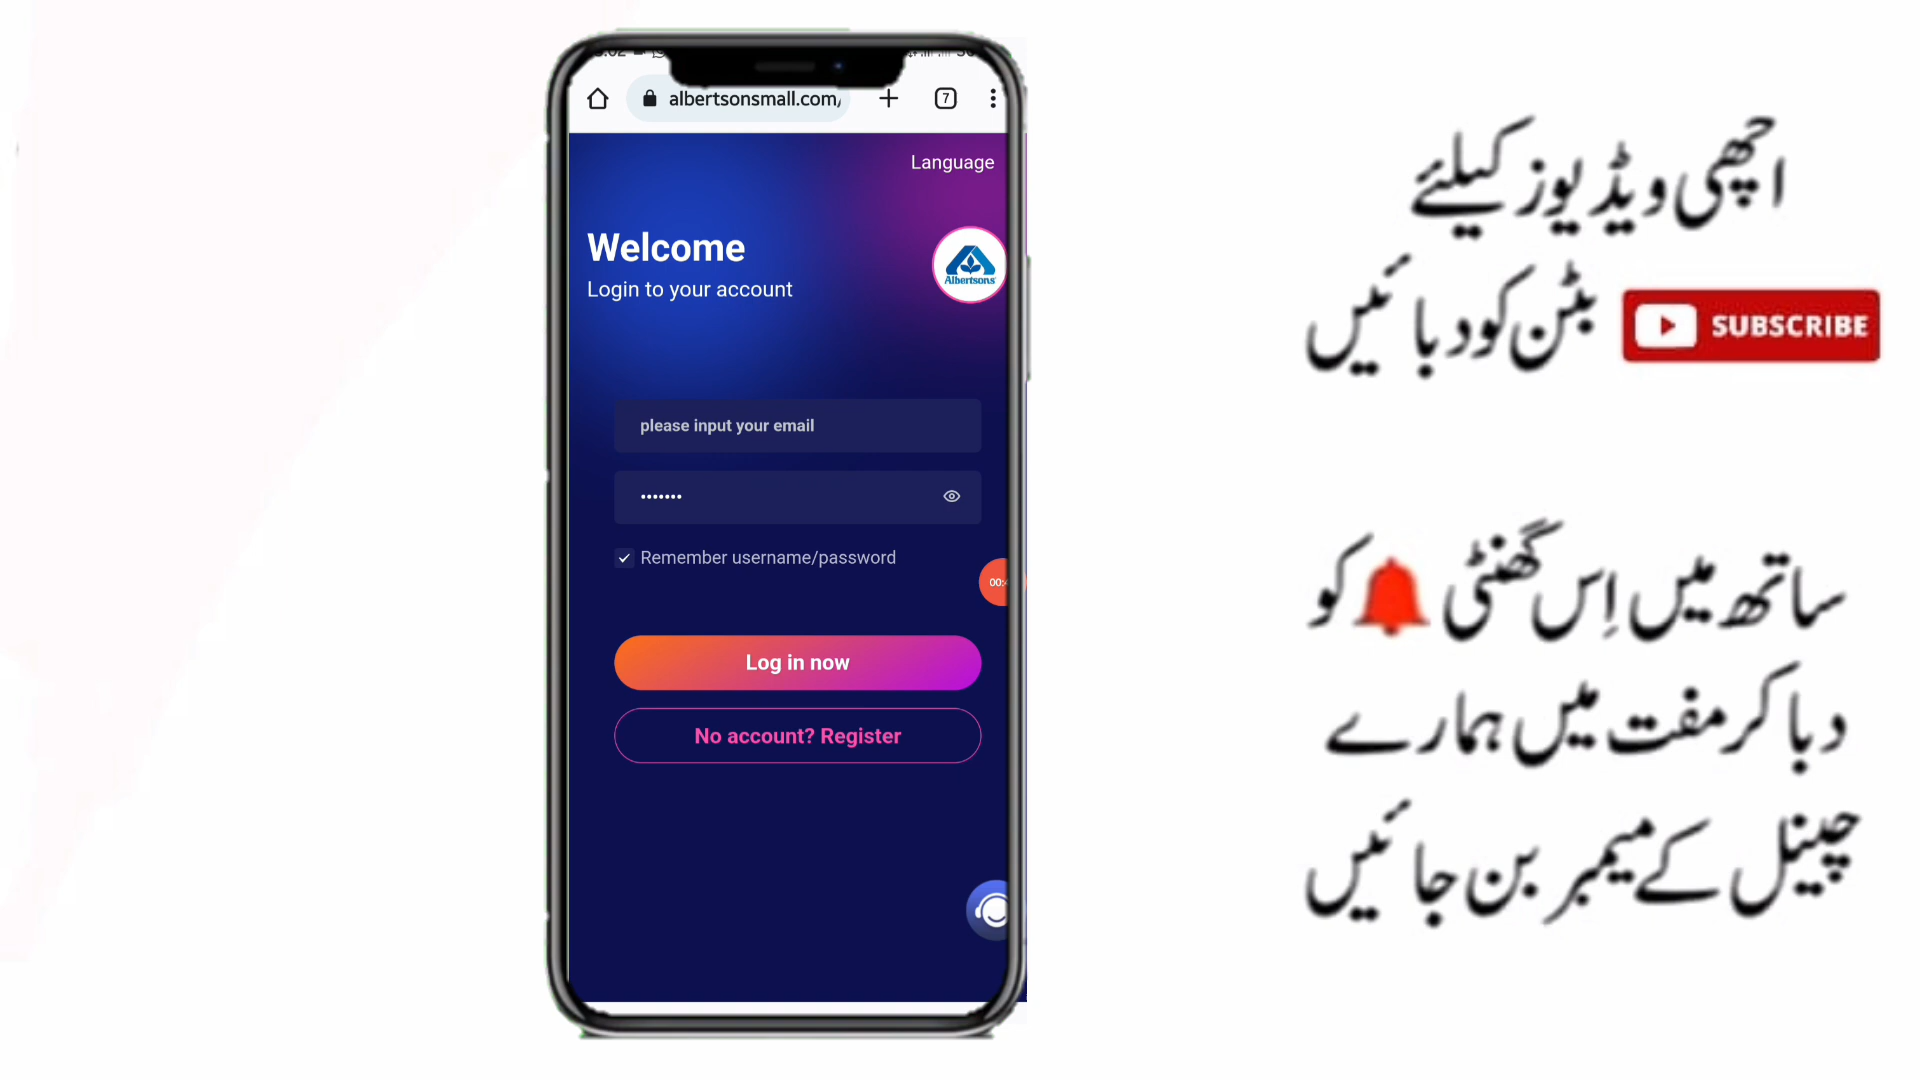 albertsonsmall.com/
7
Language
Welcome
Login to your account
Albertsons
please input your email
•••••••
Remember username/password
Log in now
No account? Register
اچھی ویڈیوز کیلئے
SUBSCRIBE بٹن کو دبائیں
ساتھ میں اِس گھنٹی کو
دبا کر مفت میں ہمارے
چینل کے میمبر بن جائیں